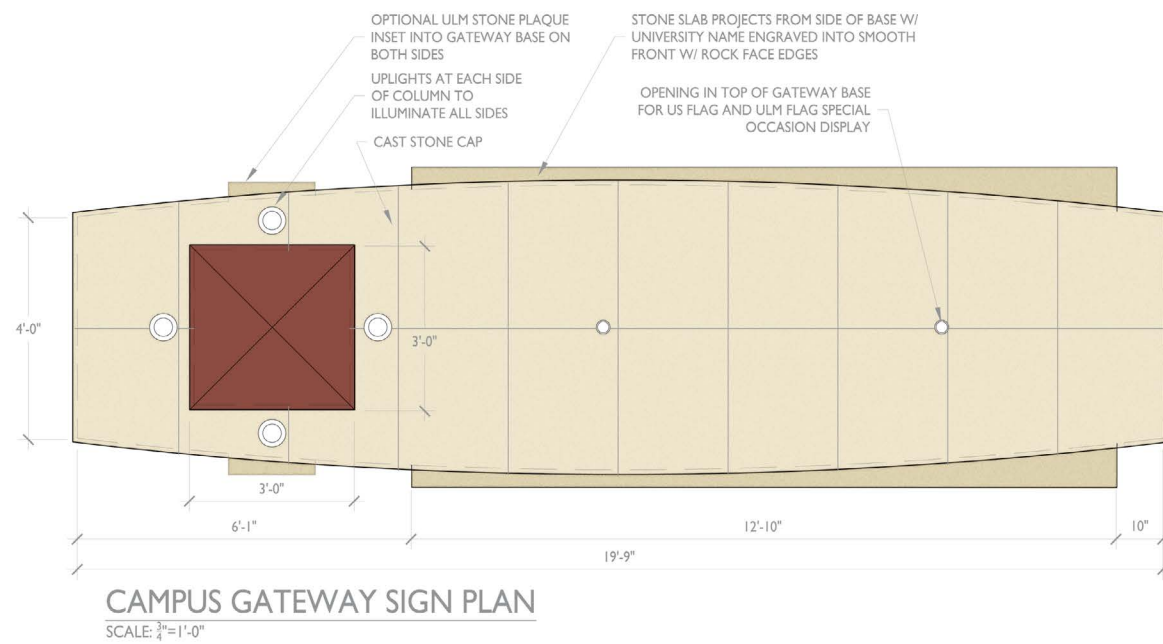 OPTIONAL ULM STONE PLAQUE
INSET INTO GATEWAY BASE ON
BOTH SIDES
UPLIGHTS AT EACH SIDE
OF COLUMN TO
ILLUMINATE ALL SIDES
CAST STONE CAP
STONE SLAB PROJECTS FROM SIDE OF BASE W/
UNIVERSITY NAME ENGRAVED INTO SMOOTH
FRONT W/ ROCK FACE EDGES
OPENING IN TOP OF GATEWAY BASE
FOR US FLAG AND ULM FLAG SPECIAL
OCCASION DISPLAY
4'-0"
3'-0"
3'-0"
6'-1"
12'-10"
10"
19'-9"
CAMPUS GATEWAY SIGN PLAN
SCALE: 3/4"=1'-0"